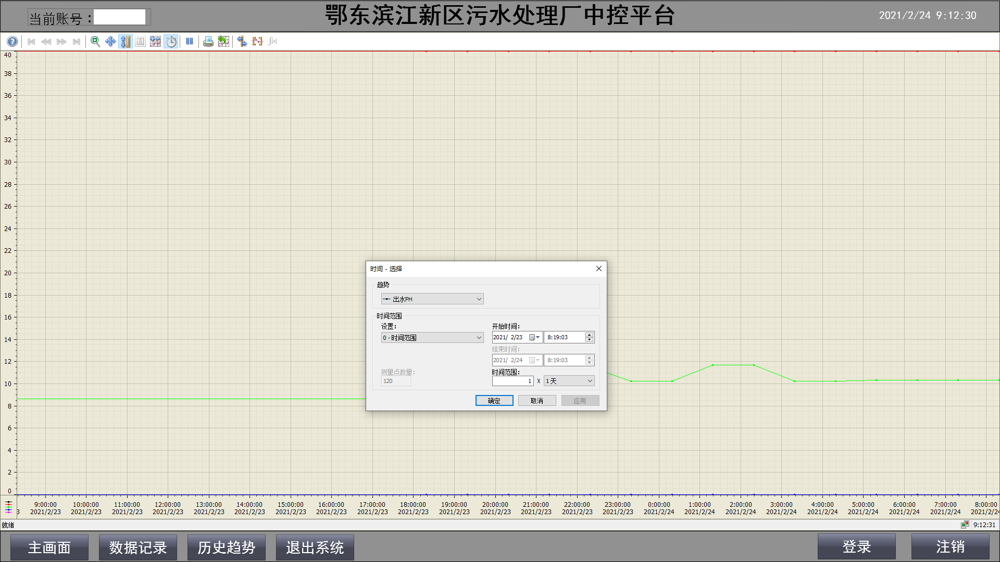 当前账号：
鄂东滨江新区污水处理厂中控平台
2021/2/24 9:12:30
1:1
f(x)
40
38
36
34
32
30
28
26
24
22
20
18
16
14
12
10
8
6
4
2
0
时间 - 选择
趋势
出水PH
时间范围
设置：
0 - 时间范围
开始时间：
2021/ 2/23 8:19:03
结束时间：
2021/ 2/24 8:19:03
测量点数量：
120
时间范围：
1 X 1 天
确定 取消 应用
9:00:00 10:00:00 11:00:00 12:00:00 13:00:00 14:00:00 15:00:00 16:00:00 17:00:00 18:00:00 19:00:00 20:00:00 21:00:00 22:00:00 23:00:00 0:00:00 1:00:00 2:00:00 3:00:00 4:00:00 5:00:00 6:00:00 7:00:00 8:00:00
3 2021/2/23 2021/2/23 2021/2/23 2021/2/23 2021/2/23 2021/2/23 2021/2/23 2021/2/23 2021/2/23 2021/2/23 2021/2/23 2021/2/23 2021/2/23 2021/2/23 2021/2/23 2021/2/24 2021/2/24 2021/2/24 2021/2/24 2021/2/24 2021/2/24 2021/2/24 2021/2/24 2021/2/24
就绪
9:12:31
主画面 数据记录 历史趋势 退出系统 登录 注销